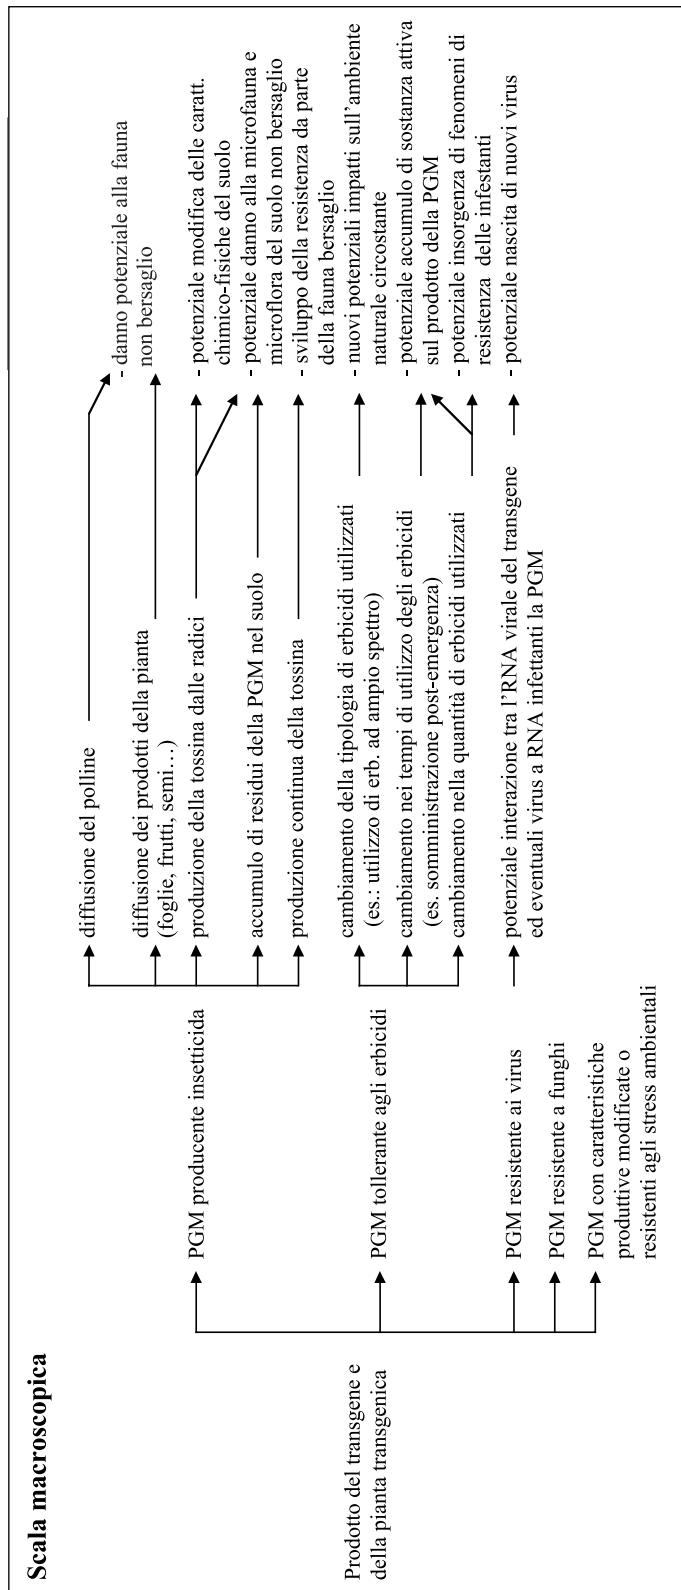 Scala macroscopica
Prodotto del transgene e
della pianta transgenica
PGM producente insetticida
PGM tollerante agli erbicidi
PGM resistente ai virus
PGM resistente a funghi
PGM con caratteristiche
produttive modificate o
resistenti agli stress ambientali
diffusione del polline
diffusione dei prodotti della pianta
(foglie, frutti, semi…)
produzione della tossina dalle radici
accumulo di residui della PGM nel suolo
produzione continua della tossina
cambiamento della tipologia di erbicidi utilizzati
(es.: utilizzo di erb. ad ampio spettro)
cambiamento nei tempi di utilizzo degli erbicidi
(es. somministrazione post-emergenza)
cambiamento nella quantità di erbicidi utilizzati
potenziale interazione tra l'RNA virale del transgene
ed eventuali virus a RNA infettanti la PGM
- danno potenziale alla fauna
non bersaglio
- potenziale modifica delle caratt.
chimico-fisiche del suolo
- potenziale danno alla microfauna e
microflora del suolo non bersaglio
- sviluppo della resistenza da parte
della fauna bersaglio
- nuovi potenziali impatti sull'ambiente
naturale circostante
- potenziale accumulo di sostanza attiva
sul prodotto della PGM
- potenziale insorgenza di fenomeni di
resistenza delle infestanti
- potenziale nascita di nuovi virus